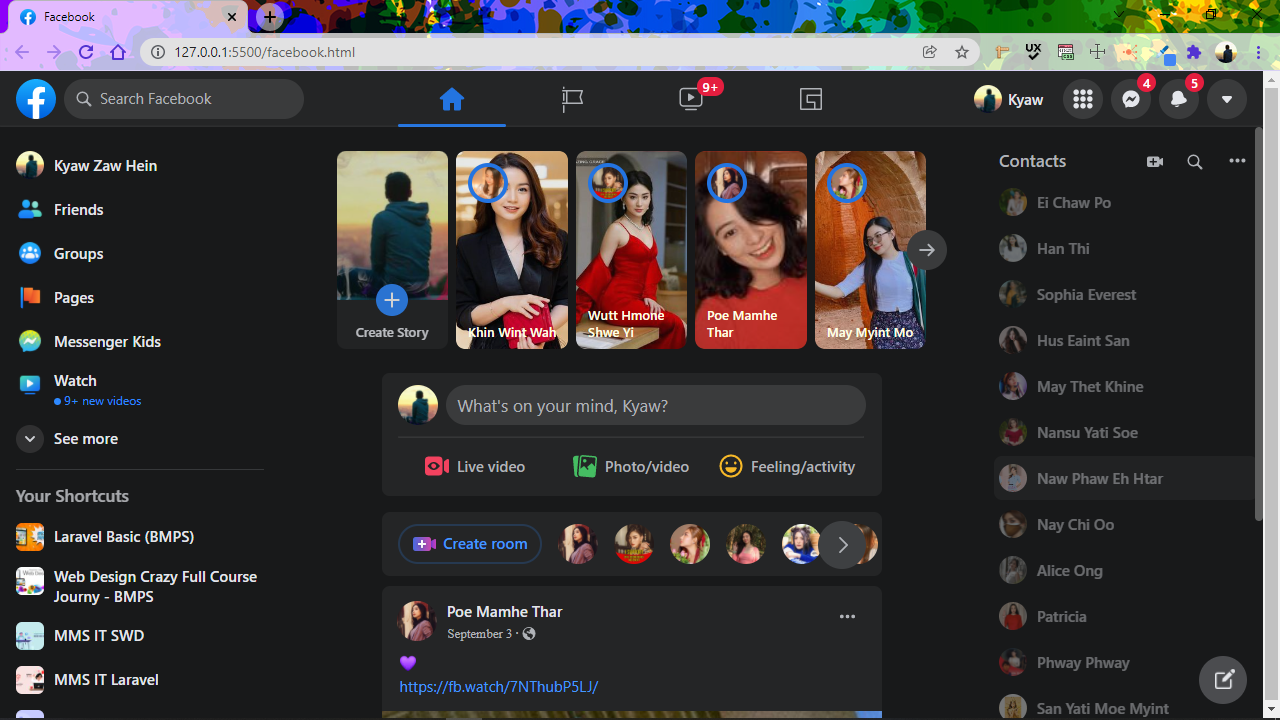 Facebook
127.0.0.1:5500/facebook.html
UX
Search Facebook
9+
Kyaw
4
5
Kyaw Zaw Hein
Friends
Groups
Pages
Messenger Kids
Watch
9+ new videos
See more
Your Shortcuts
Laravel Basic (BMPS)
Web Design Crazy Full Course
Journy - BMPS
MMS IT SWD
MMS IT Laravel
Create Story
Khin Wint Wah
Wutt Hmone
Shwe Yi
Poe Mamhe
Thar
May Myint Mo
What's on your mind, Kyaw?
Live video
Photo/video
Feeling/activity
Create room
Poe Mamhe Thar
September 3 ·
💜
https://fb.watch/7NThubP5LJ/
Contacts
Ei Chaw Po
Han Thi
Sophia Everest
Hus Eaint San
May Thet Khine
Nansu Yati Soe
Naw Phaw Eh Htar
Nay Chi Oo
Alice Ong
Patricia
Phway Phway
San Yati Moe Myint